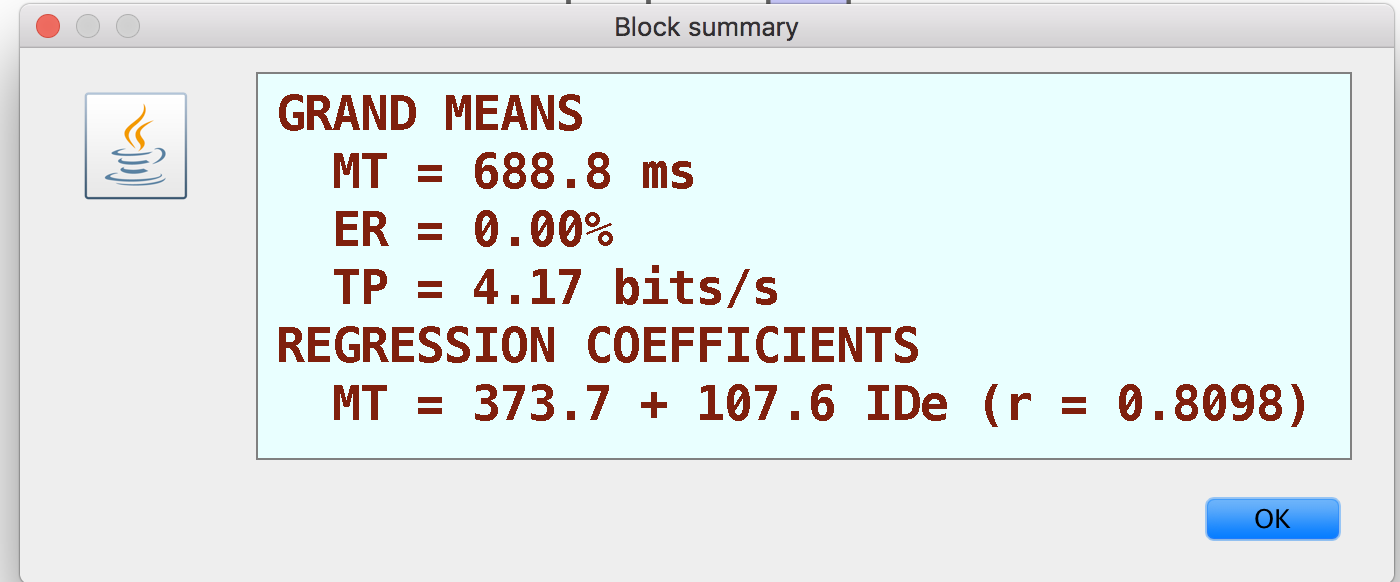 Block summary
GRAND MEANS
MT = 688.8 ms
ER = 0.00%
TP = 4.17 bits/s
REGRESSION COEFFICIENTS
MT = 373.7 + 107.6 IDe (r = 0.8098)
OK